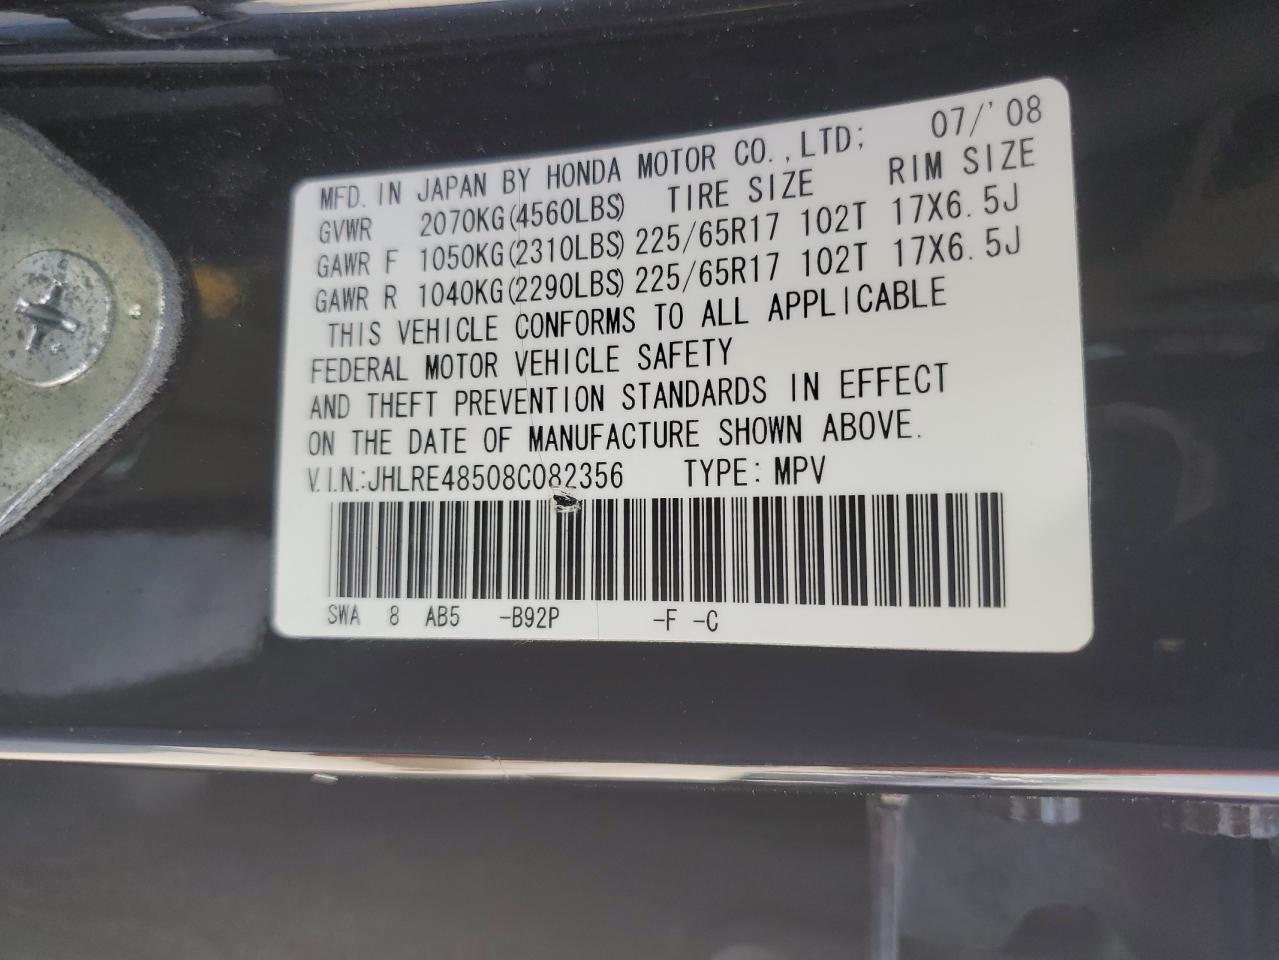 MFD. IN JAPAN BY HONDA MOTOR CO.,LTD; 07/'08
GVWR 2070KG(4560LBS) TIRE SIZE RIM SIZE
GAWR F 1050KG(2310LBS) 225/65R17 102T 17X6.5J
GAWR R 1040KG(2290LBS) 225/65R17 102T 17X6.5J
THIS VEHICLE CONFORMS TO ALL APPLICABLE
FEDERAL MOTOR VEHICLE SAFETY
AND THEFT PREVENTION STANDARDS IN EFFECT
ON THE DATE OF MANUFACTURE SHOWN ABOVE.
V.I.N.:JHLRE48508C082356 TYPE: MPV
SWA 8 AB5 -B92P -F -C